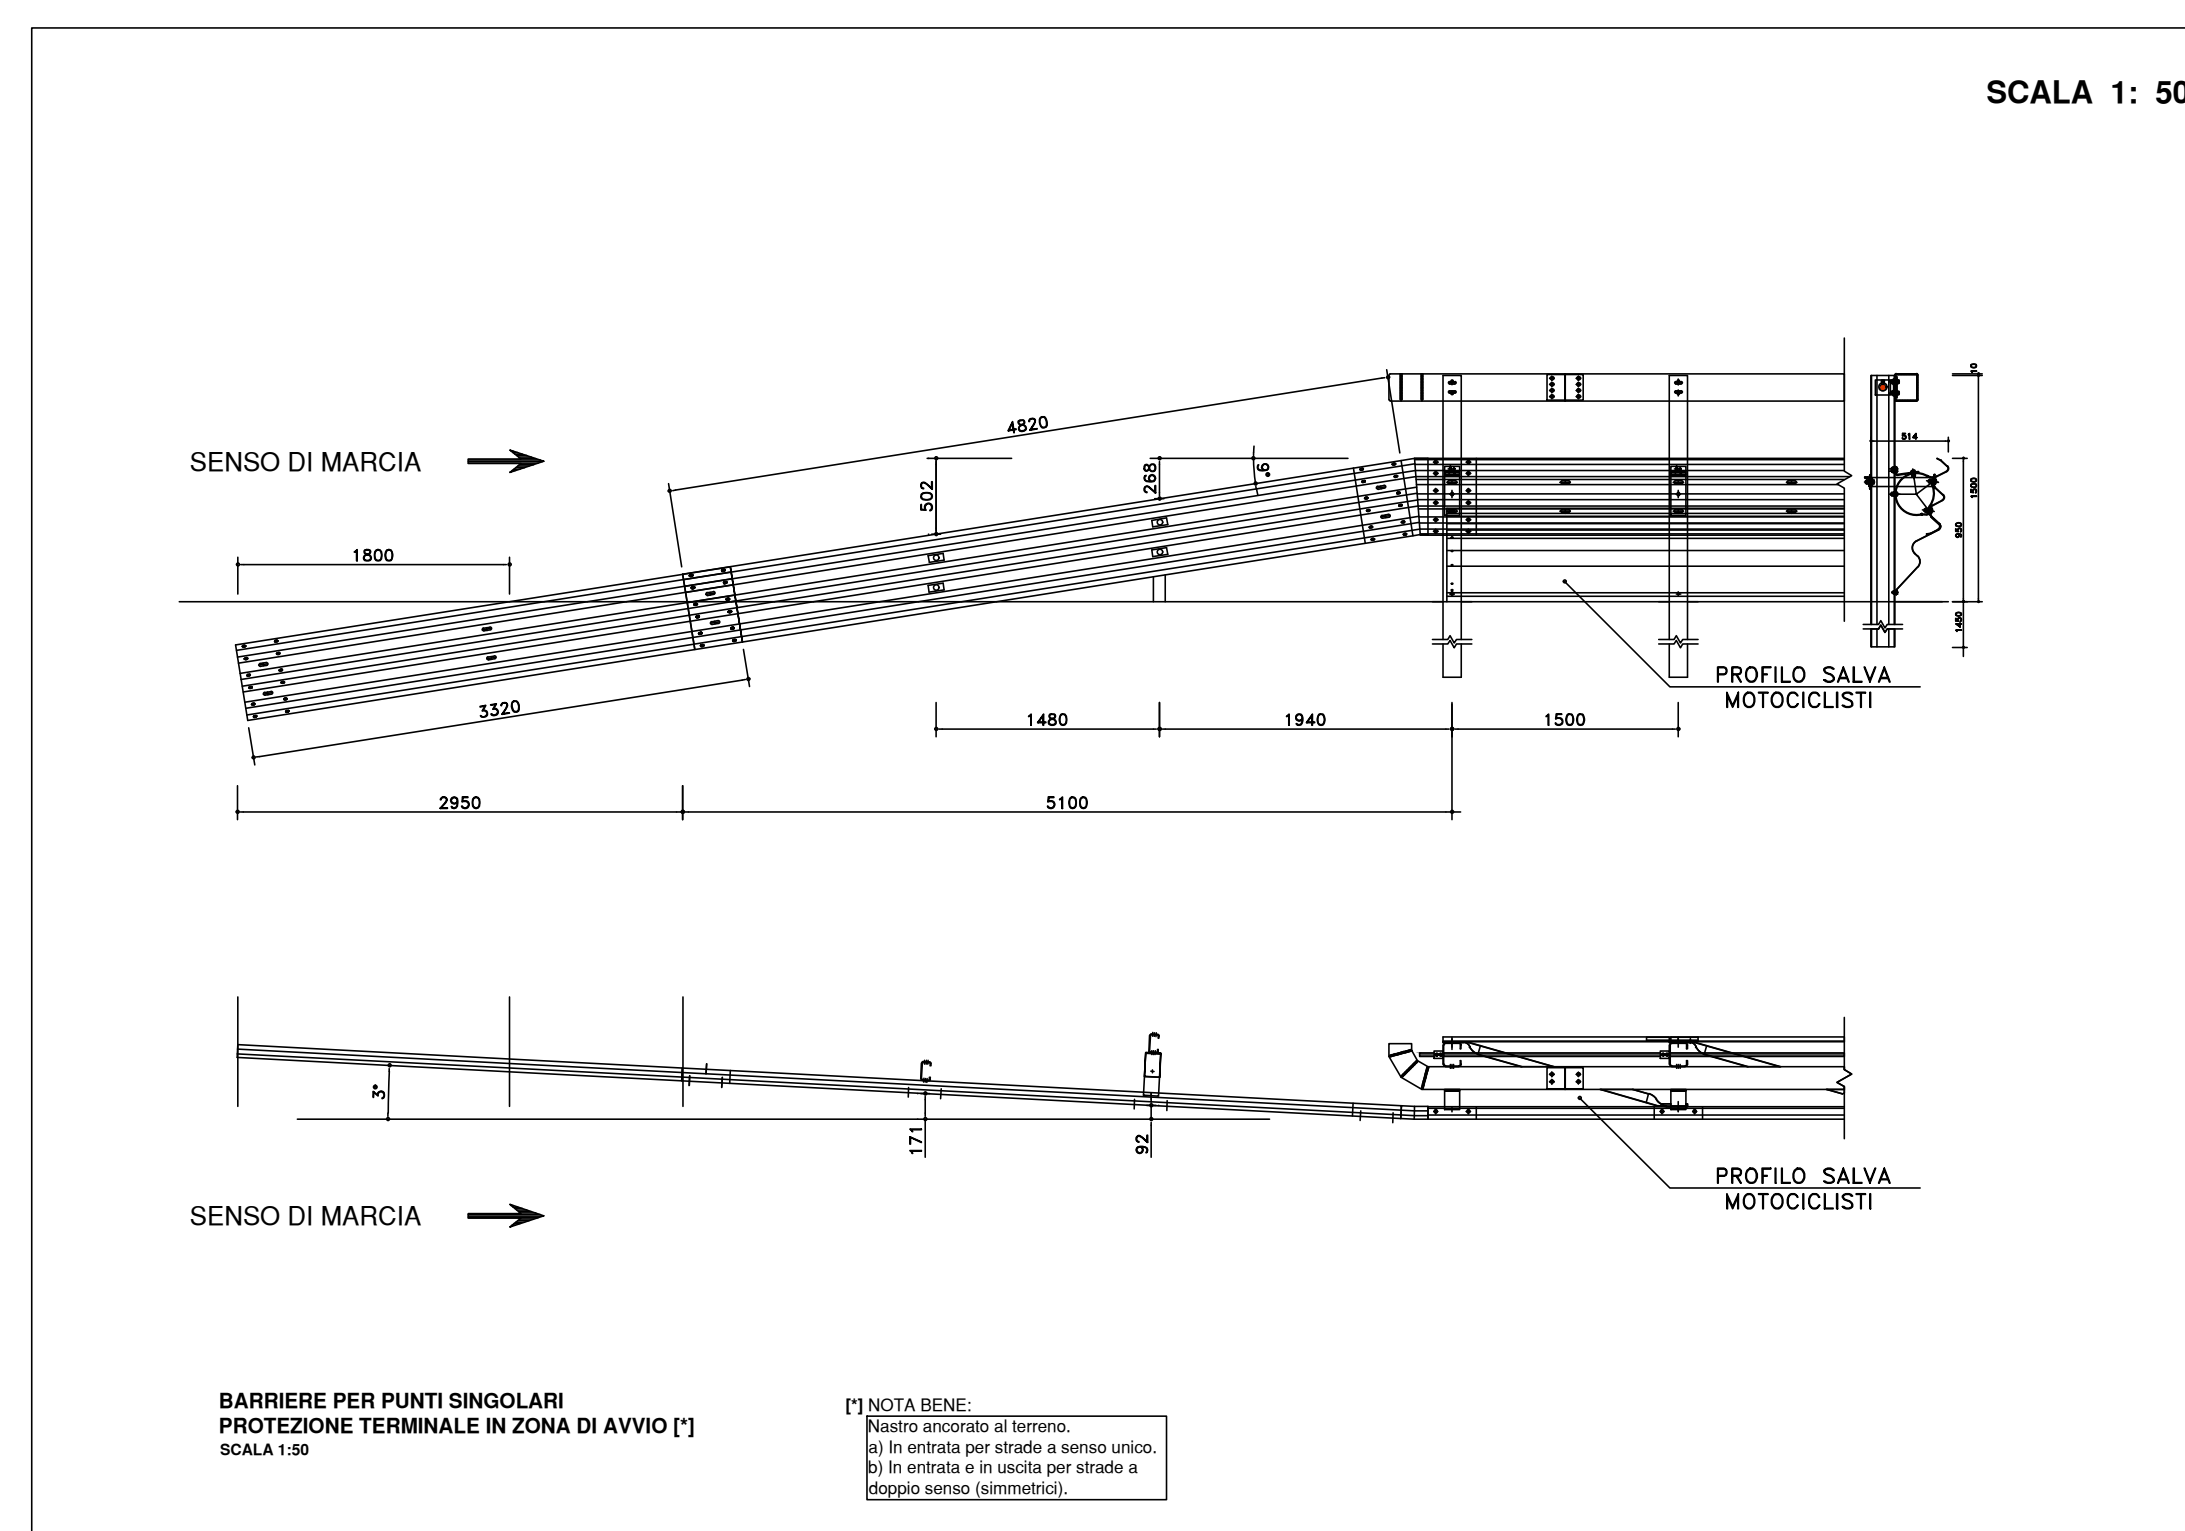 SCALA 1: 50
10
4820
514
SENSO DI MARCIA
268
9°
502
1500
950
1800
1450
PROFILO SALVA
MOTOCICLISTI
3320
1480
1940
1500
2950
5100
3°
171
92
PROFILO SALVA
MOTOCICLISTI
SENSO DI MARCIA
BARRIERE PER PUNTI SINGOLARI
PROTEZIONE TERMINALE IN ZONA DI AVVIO [*]
SCALA 1:50
[*] NOTA BENE:
Nastro ancorato al terreno.
a) In entrata per strade a senso unico.
b) In entrata e in uscita per strade a
doppio senso (simmetrici).